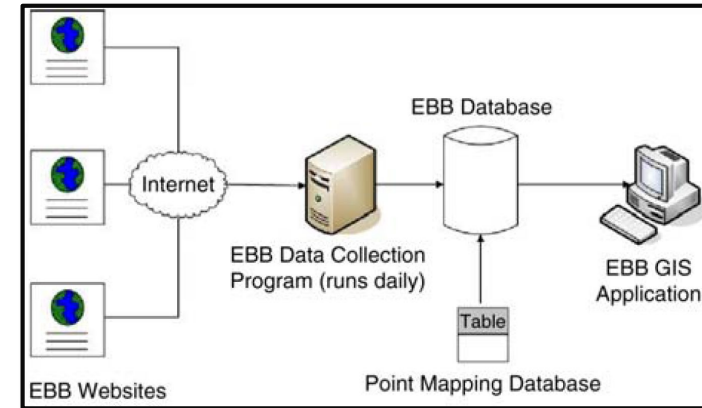 EBB Database
Internet
EBB Data Collection
Program (runs daily)
EBB GIS
Application
Table
Point Mapping Database
EBB Websites